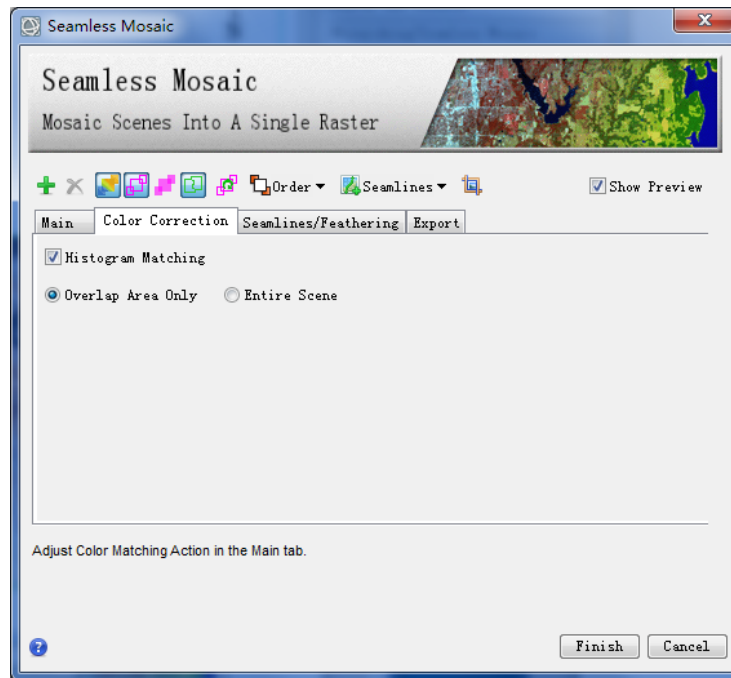 Seamless Mosaic
Seamless Mosaic
Mosaic Scenes Into A Single Raster
Order Seamlines Show Preview
Main Color Correction Seamlines/Feathering Export
Histogram Matching
Overlap Area Only Entire Scene
Adjust Color Matching Action in the Main tab.
Finish Cancel